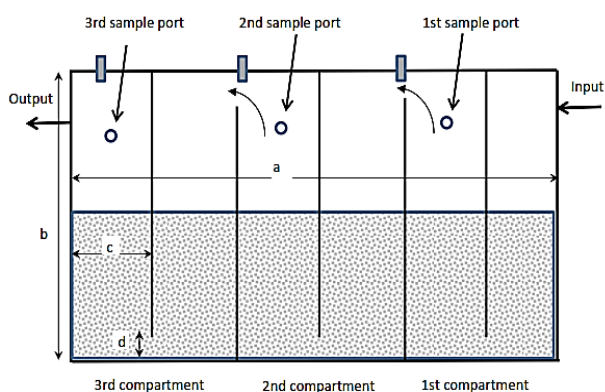 3rd sample port
2nd sample port
1st sample port
Output
Input
a
b
c
d
3rd compartment
2nd compartment
1st compartment